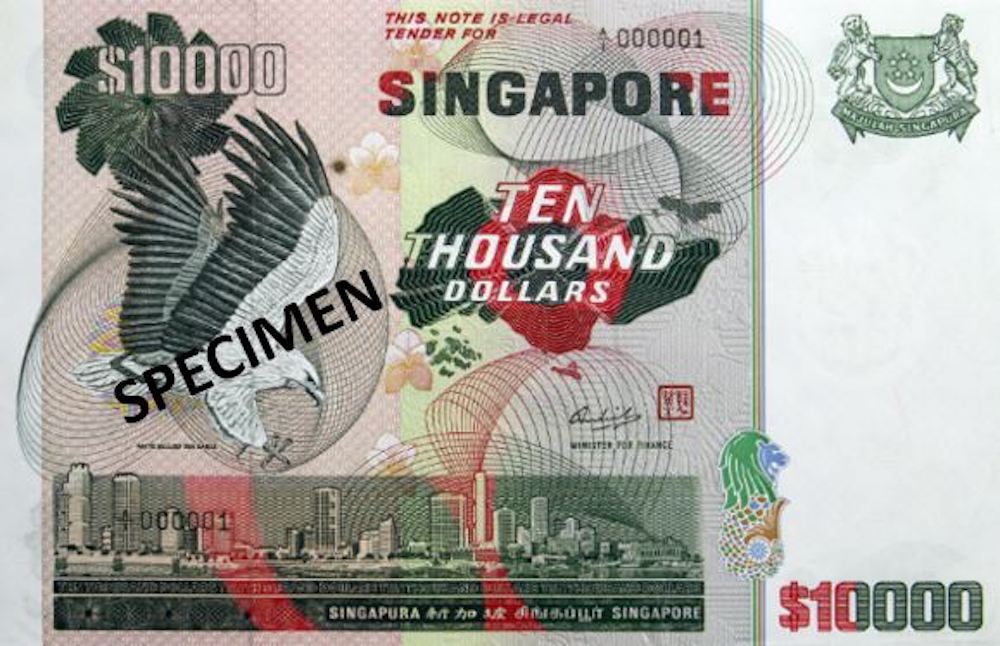 $10000
THIS NOTE IS LEGAL
TENDER FOR
A/1 000001
SINGAPORE
MAJULAH SINGAPURA
TEN
THOUSAND
DOLLARS
SPECIMEN
WHITE BELLIED SEA EAGLE
MINISTER FOR FINANCE
A/1 000001
SINGAPURA 新加坡 சிங்கப்பூர் SINGAPORE
$10000